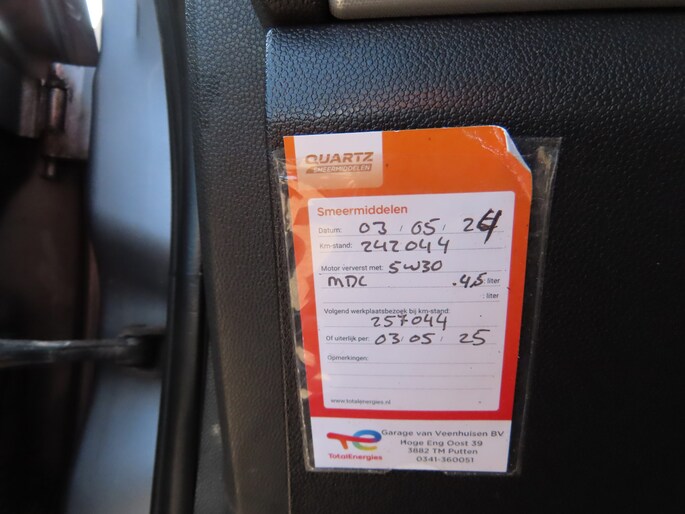 QUARTZ
SMEERMIDDELEN
Smeermiddelen
Datum: 03 / 05 / 24
Km-stand: 242044
Motor ververst met: 5W30
MDC .45 liter
: liter
Volgend werkplaatsbezoek bij km-stand:
257044
Of uiterlijk per: 03 / 05 / 25
Opmerkingen:
www.totalenergies.nl
TotalEnergies
Garage van Veenhuisen BV
Hoge Eng Oost 39
3882 TM Putten
0341-360051